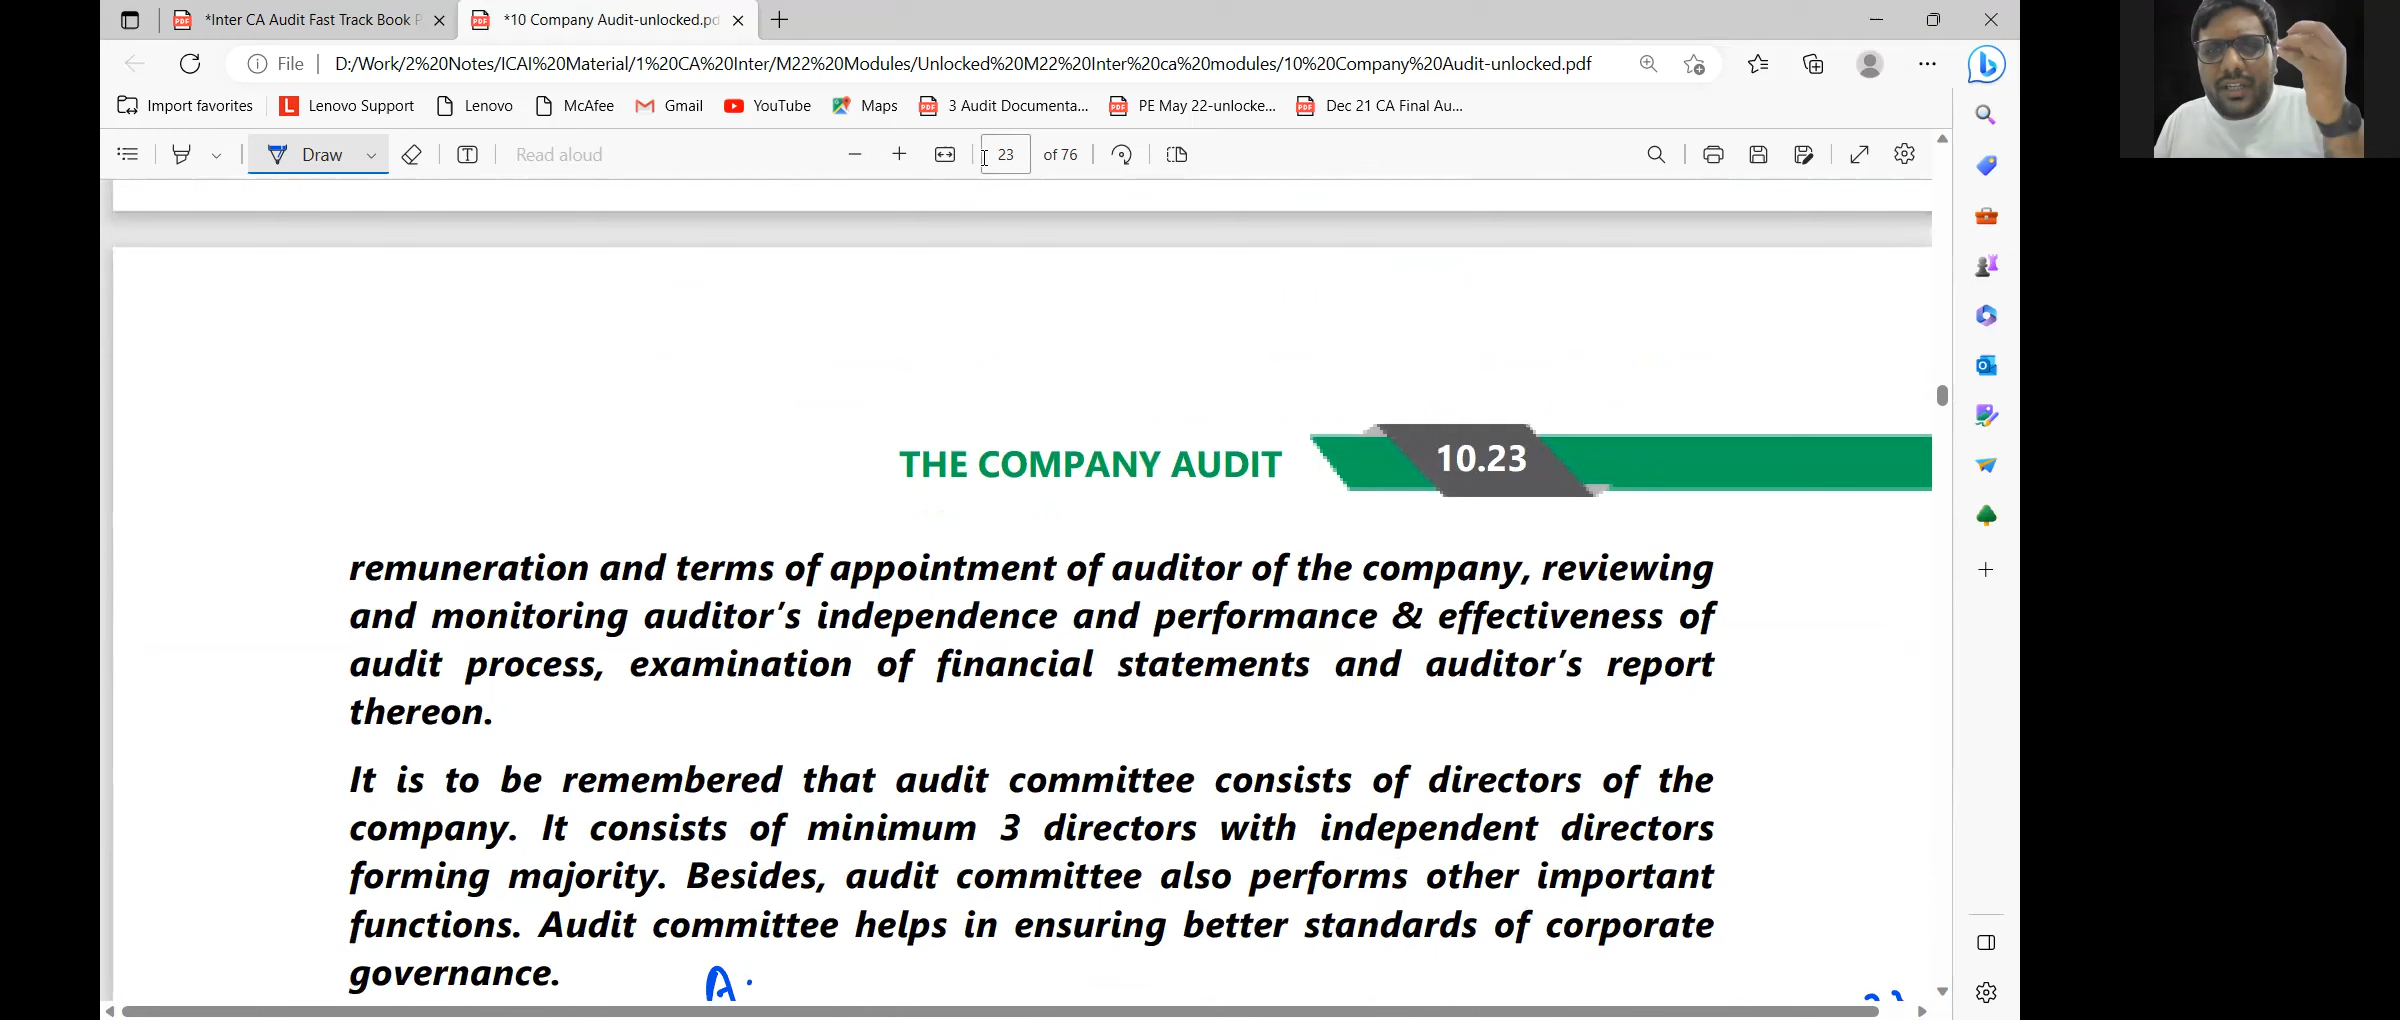 *Inter CA Audit Fast Track Book P
*10 Company Audit-unlocked.pd
File
D:/Work/2%20Notes/ICAI%20Material/1%20CA%20Inter/M22%20Modules/Unlocked%20M22%20Inter%20ca%20modules/10%20Company%20Audit-unlocked.pdf
Import favorites
L Lenovo Support
Lenovo
McAfee
Gmail
YouTube
Maps
3 Audit Documenta...
PE May 22-unlocke...
Dec 21 CA Final Au...
Draw
Read aloud
23 of 76
THE COMPANY AUDIT 10.23
remuneration and terms of appointment of auditor of the company, reviewing
and monitoring auditor’s independence and performance & effectiveness of
audit process, examination of financial statements and auditor’s report
thereon.
It is to be remembered that audit committee consists of directors of the
company. It consists of minimum 3 directors with independent directors
forming majority. Besides, audit committee also performs other important
functions. Audit committee helps in ensuring better standards of corporate
governance.
A.